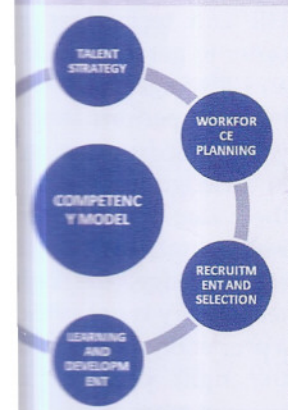 TALENT
STRATEGY
WORKFOR
CE
PLANNING
COMPETENC
Y MODEL
RECRUITM
ENT AND
SELECTION
LEARNING
AND
DEVELOPM
ENT